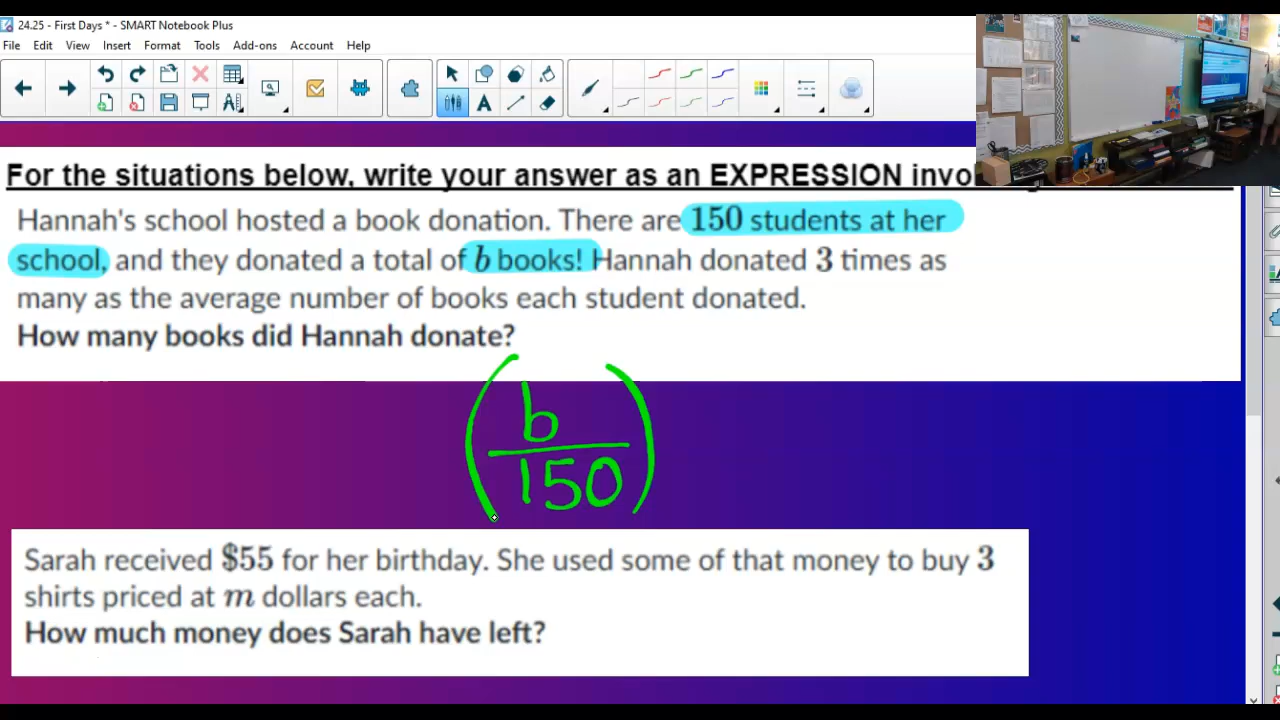 24.25 - First Days * - SMART Notebook Plus
File Edit View Insert Format Tools Add-ons Account Help
For the situations below, write your answer as an EXPRESSION
Hannah's school hosted a book donation. There are 150 students at her
school, and they donated a total of b books! Hannah donated 3 times as
many as the average number of books each student donated.
How many books did Hannah donate?
( b
150 )
Sarah received $55 for her birthday. She used some of that money to buy 3
shirts priced at m dollars each.
How much money does Sarah have left?